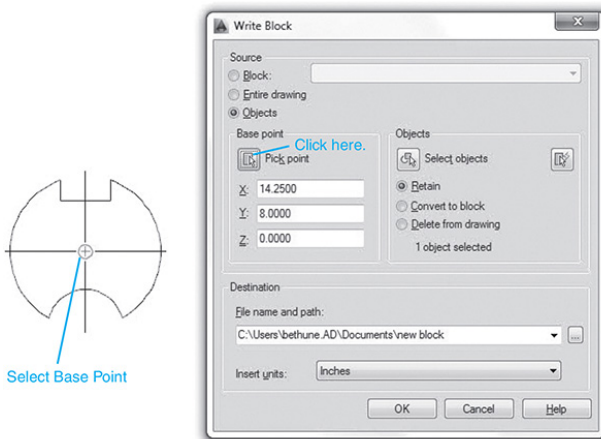 Write Block
Source
Block:
Entire drawing
Objects
Base point
Click here.
Pick point
X: 14.2500
Y: 8.0000
Z: 0.0000
Objects
Select objects
Retain
Convert to block
Delete from drawing
1 object selected
Destination
File name and path:
C:\Users\bethune.AD\Documents\new block
...
Insert units: Inches
OK Cancel Help
Select Base Point